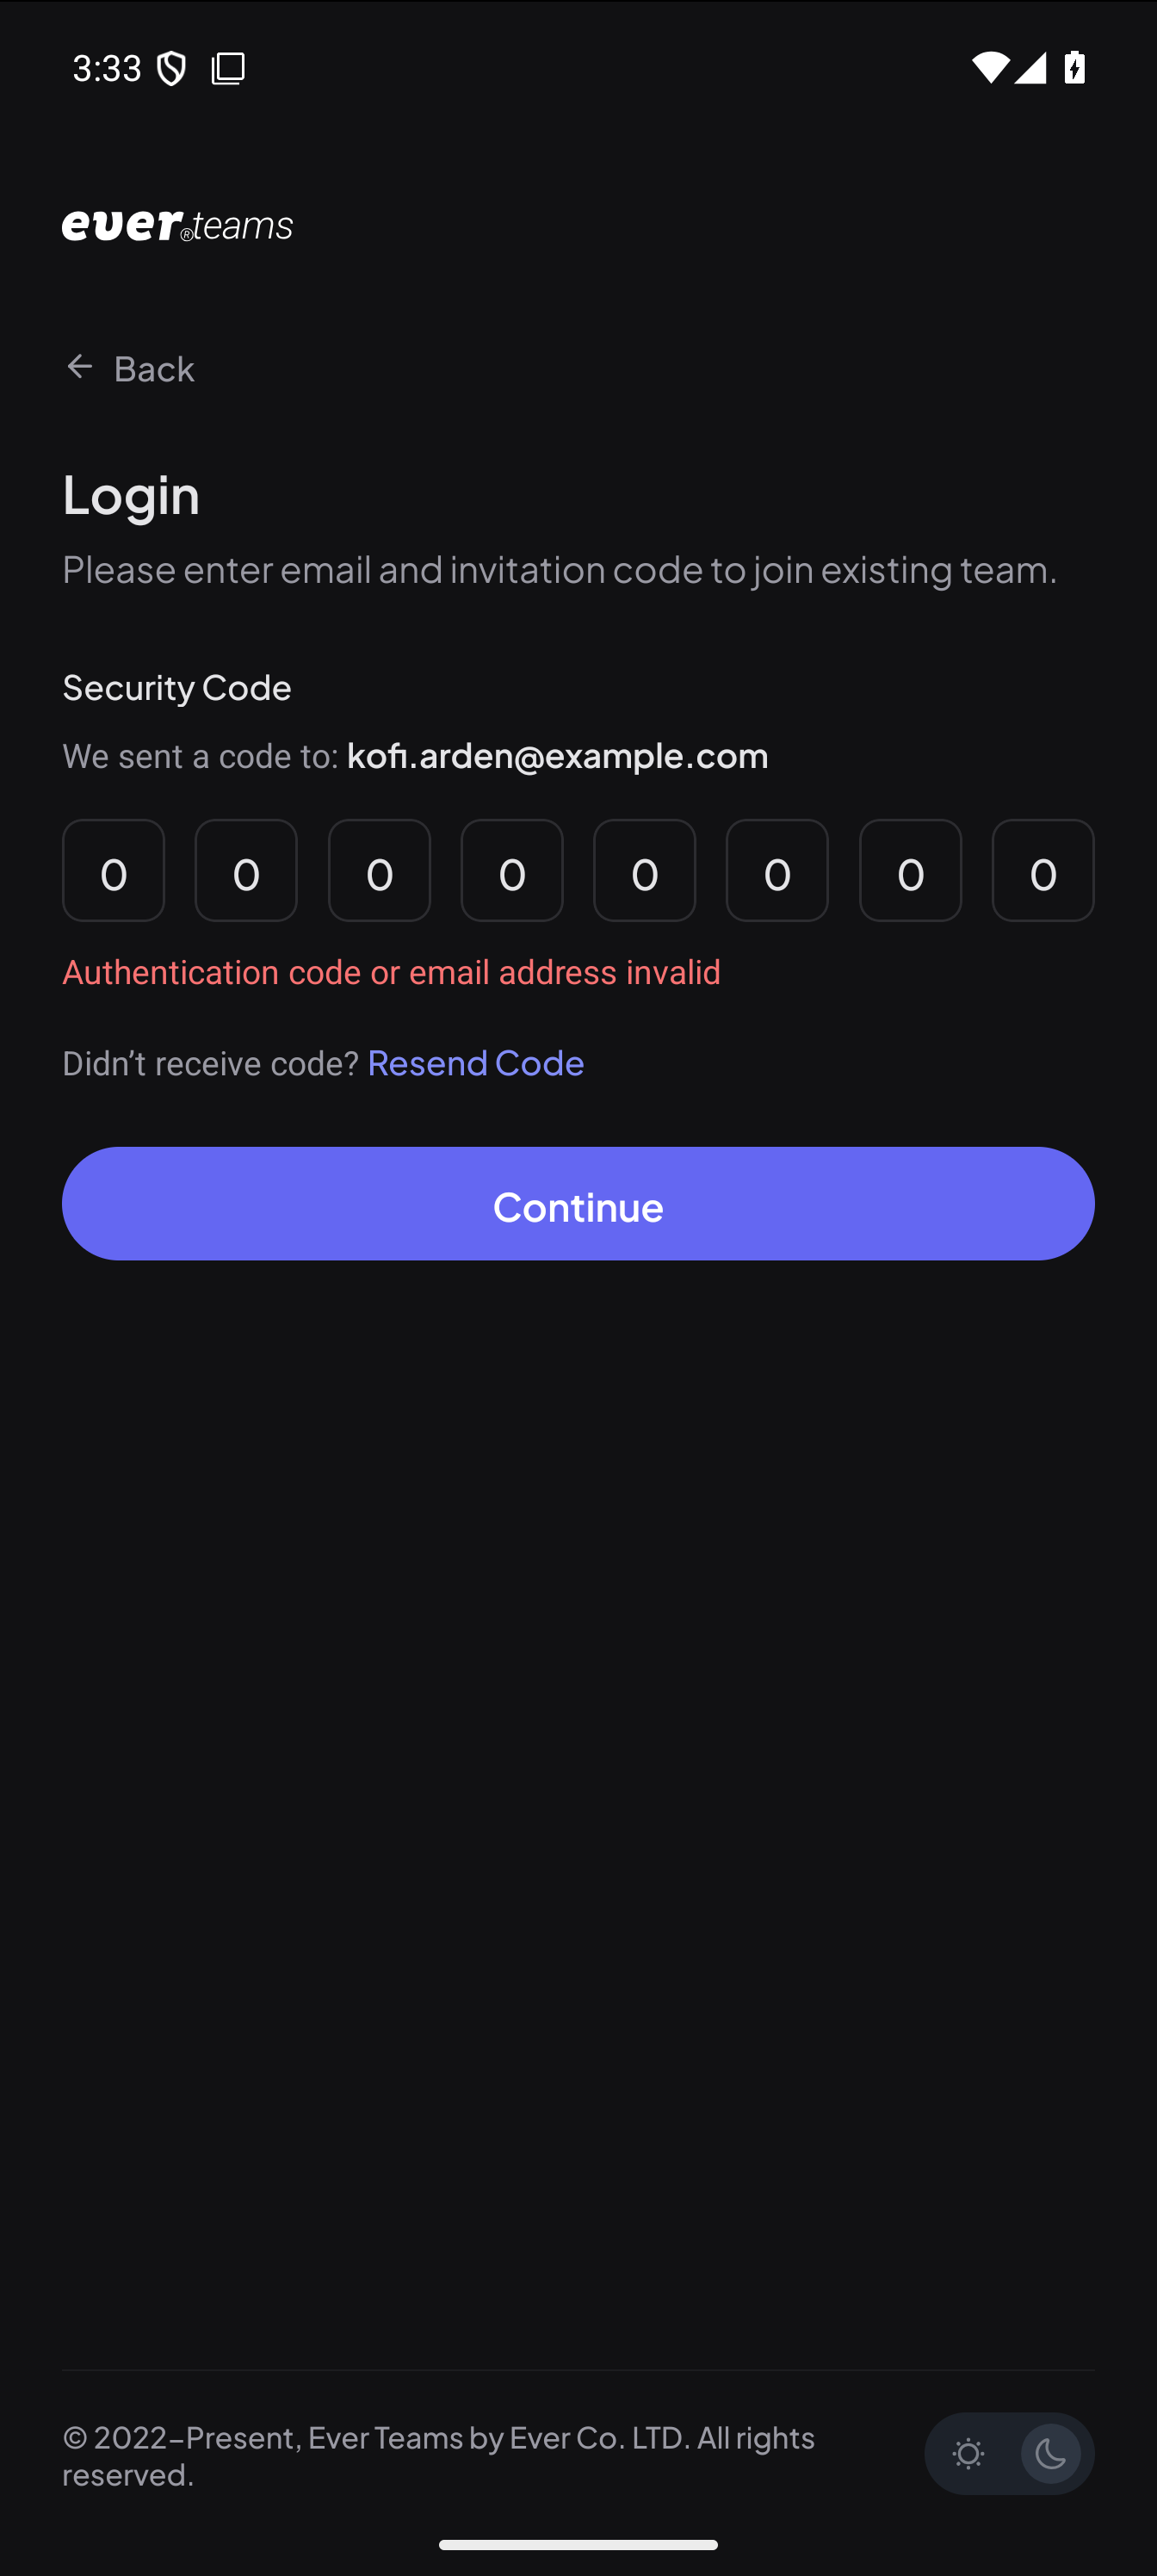 3:33
ever®teams
Back
Login
Please enter email and invitation code to join existing team.
Security Code
We sent a code to: kofi.arden@example.com
0 0 0 0 0 0 0 0
Authentication code or email address invalid
Didn’t receive code? Resend Code
Continue
© 2022–Present, Ever Teams by Ever Co. LTD. All rights
reserved.